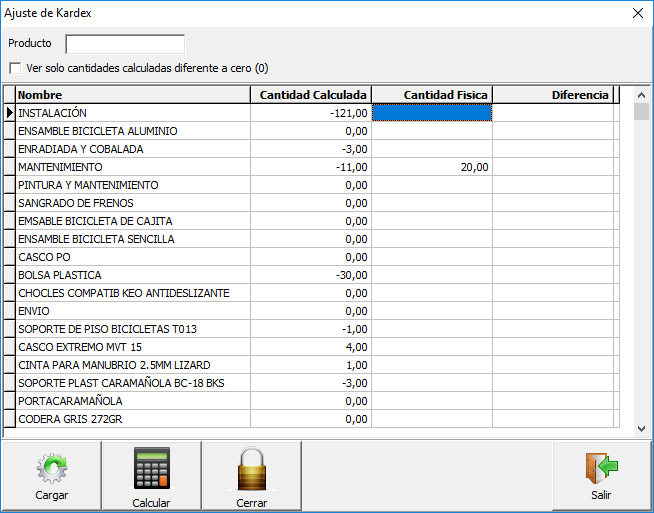 Ajuste de Kardex
Producto
Ver solo cantidades calculadas diferente a cero (0)
Nombre Cantidad Calculada Cantidad Fisica Diferencia
INSTALACIÓN -121,00
ENSAMBLE BICICLETA ALUMINIO 0,00
ENRADIADA Y COBALADA -3,00
MANTENIMIENTO -11,00 20,00
PINTURA Y MANTENIMIENTO 0,00
SANGRADO DE FRENOS 0,00
EMSABLE BICICLETA DE CAJITA 0,00
ENSAMBLE BICICLETA SENCILLA 0,00
CASCO PO 0,00
BOLSA PLASTICA -30,00
CHOCLES COMPATIB KEO ANTIDESLIZANTE 0,00
ENVIO 0,00
SOPORTE DE PISO BICICLETAS T013 -1,00
CASCO EXTREMO MVT 15 4,00
CINTA PARA MANUBRIO 2.5MM LIZARD 1,00
SOPORTE PLAST CARAMAÑOLA BC-18 BKS -3,00
PORTACARAMAÑOLA 0,00
CODERA GRIS 272GR 0,00
Cargar Calcular Cerrar Salir